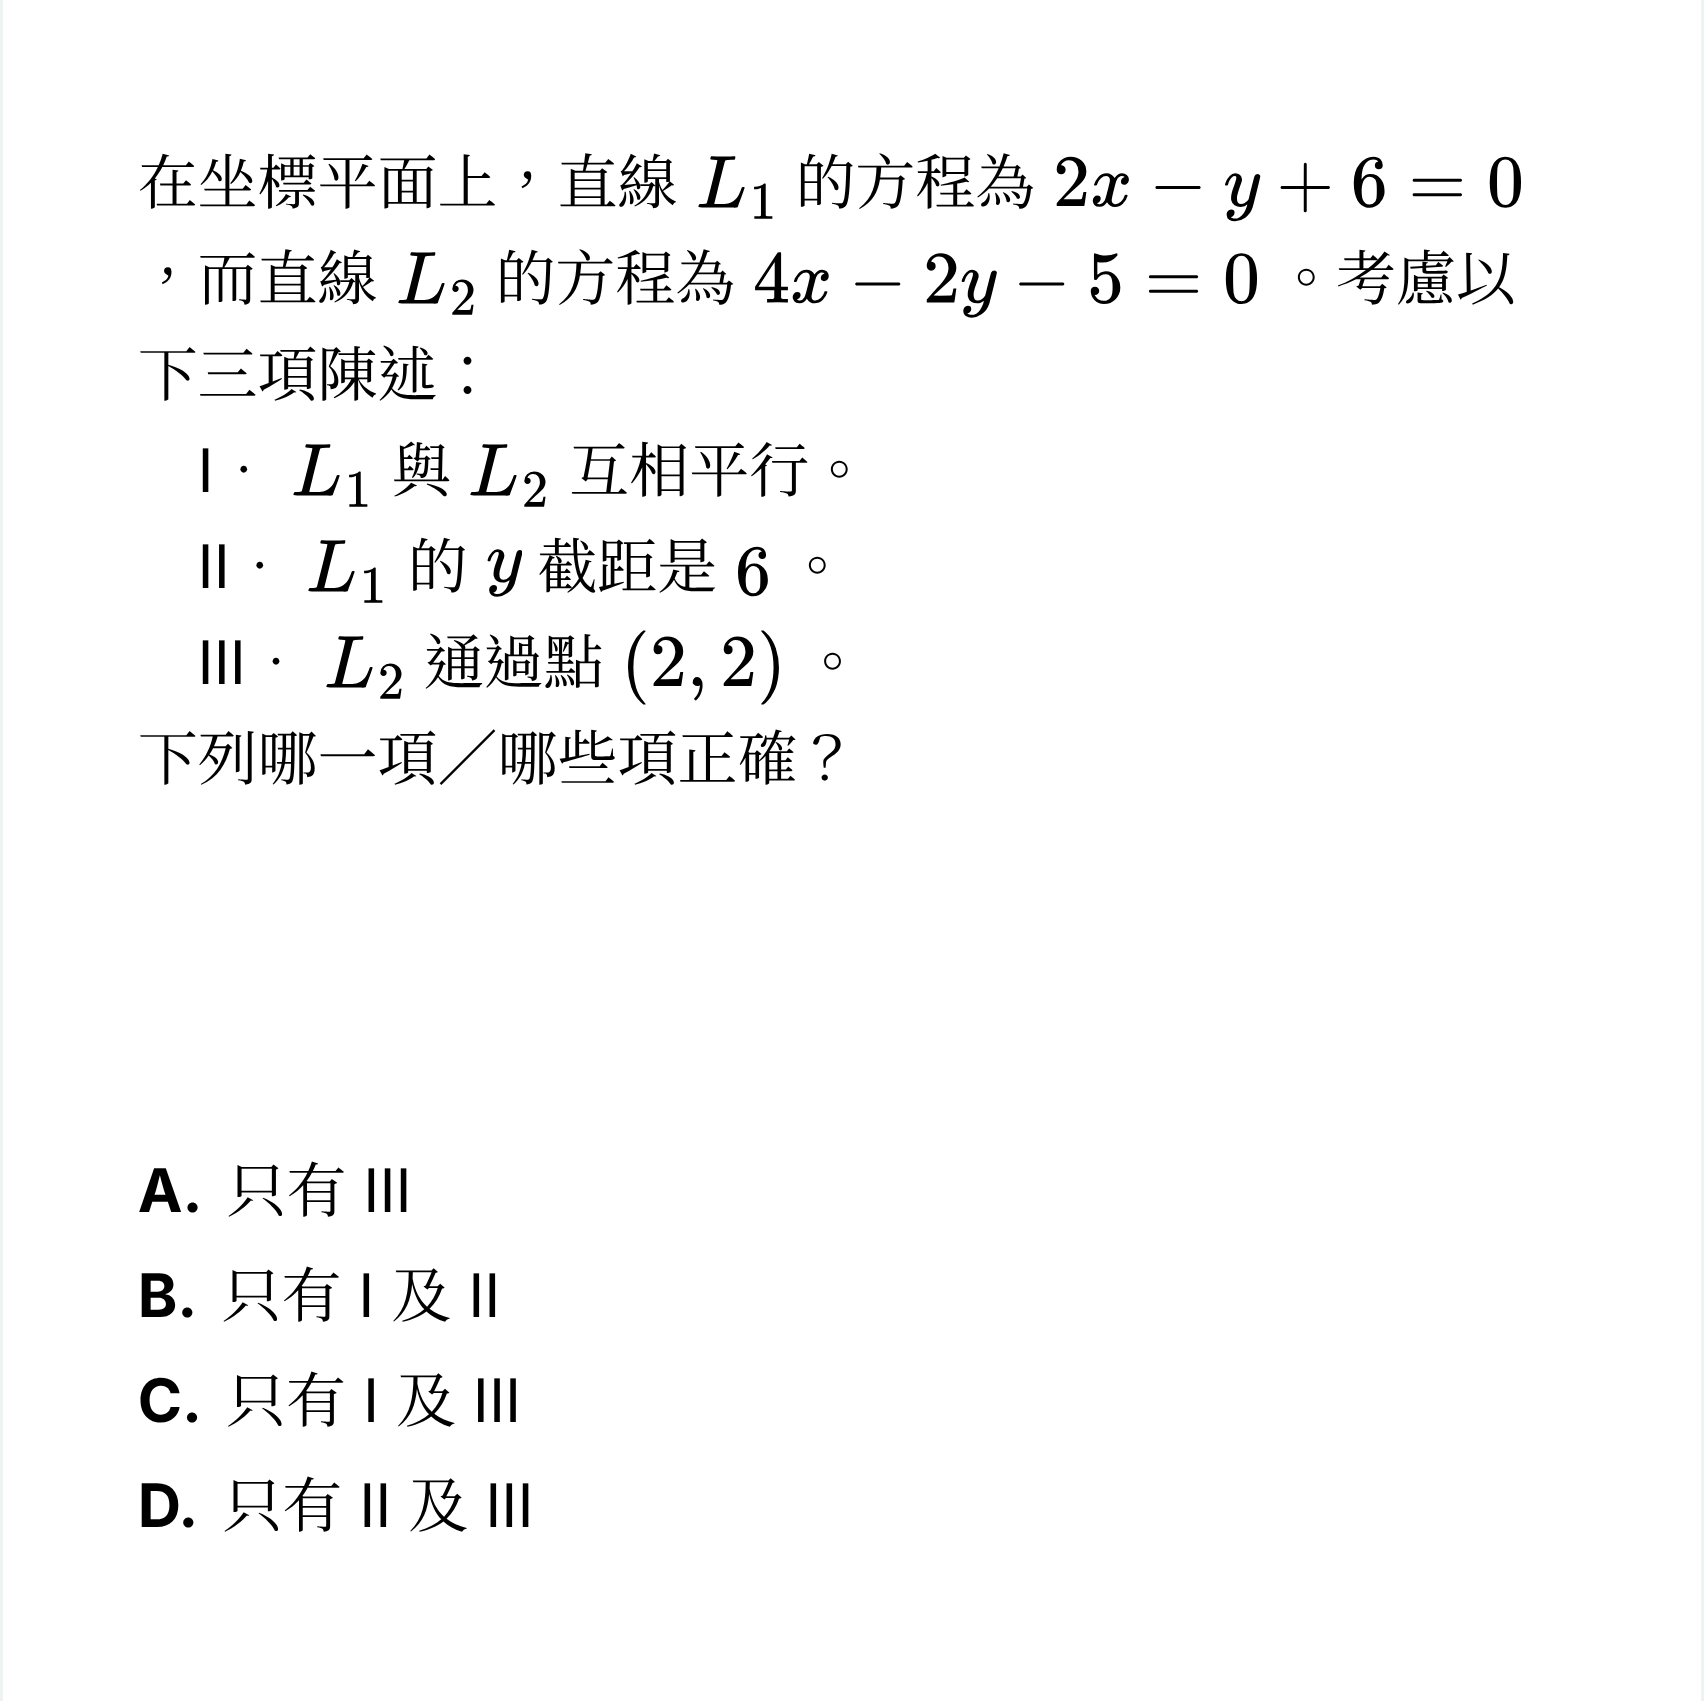 在坐標平面上，直線 L₁ 的方程為 2x − y + 6 = 0
，而直線 L₂ 的方程為 4x − 2y − 5 = 0 。考慮以
下三項陳述：
I． L₁ 與 L₂ 互相平行。
II． L₁ 的 y 截距是 6 。
III． L₂ 通過點 (2, 2) 。
下列哪一項／哪些項正確？
A. 只有 III
B. 只有 I 及 II
C. 只有 I 及 III
D. 只有 II 及 III